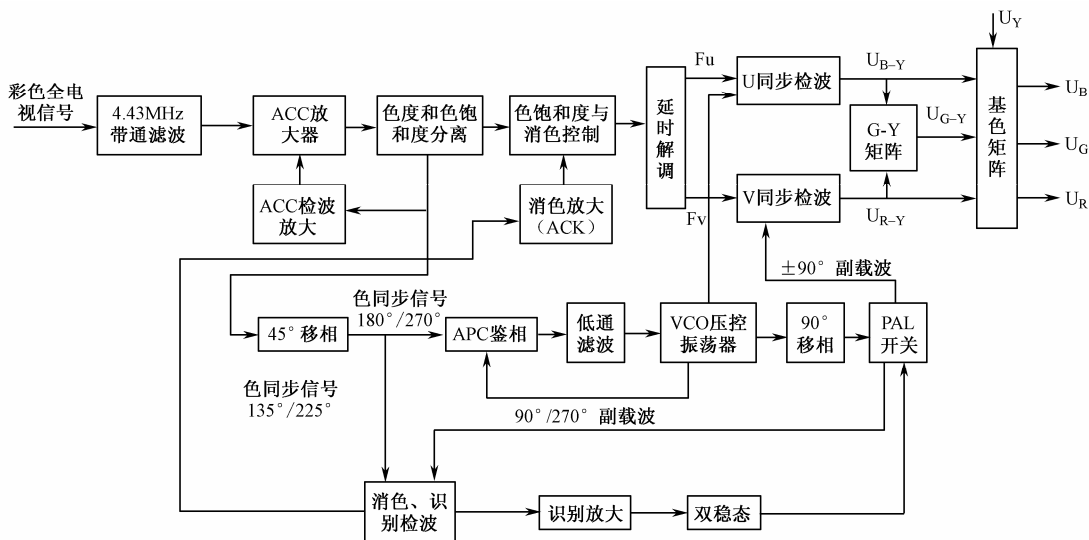 彩色全电
视信号
4.43MHz
带通滤波
ACC放
大器
色度和色饱
和度分离
色饱和度与
消色控制
延时解调
Fu
Fv
U同步检波
V同步检波
U_B–Y
U_G–Y
U_R–Y
G-Y
矩阵
U_Y
基色矩阵
U_B
U_G
U_R
ACC检波
放大
消色放大
（ACK）
±90° 副载波
45°移相
色同步信号
180°/270°
APC鉴相
低通
滤波
VCO压控
振荡器
90°
移相
PAL
开关
色同步信号
135°/225°
90°/270° 副载波
消色、识
别检波
识别放大
双稳态